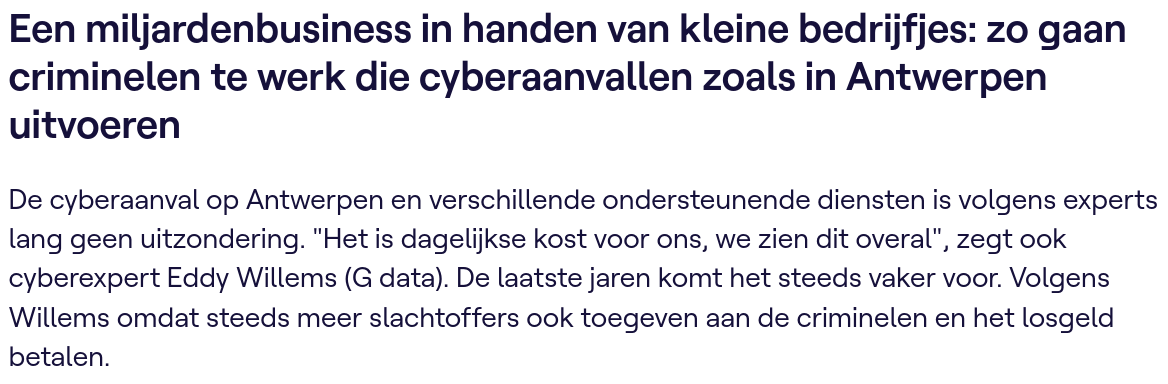 Een miljardenbusiness in handen van kleine bedrijfjes: zo gaan
criminelen te werk die cyberaanvallen zoals in Antwerpen
uitvoeren
De cyberaanval op Antwerpen en verschillende ondersteunende diensten is volgens experts
lang geen uitzondering. "Het is dagelijkse kost voor ons, we zien dit overal", zegt ook
cyberexpert Eddy Willems (G data). De laatste jaren komt het steeds vaker voor. Volgens
Willems omdat steeds meer slachtoffers ook toegeven aan de criminelen en het losgeld
betalen.